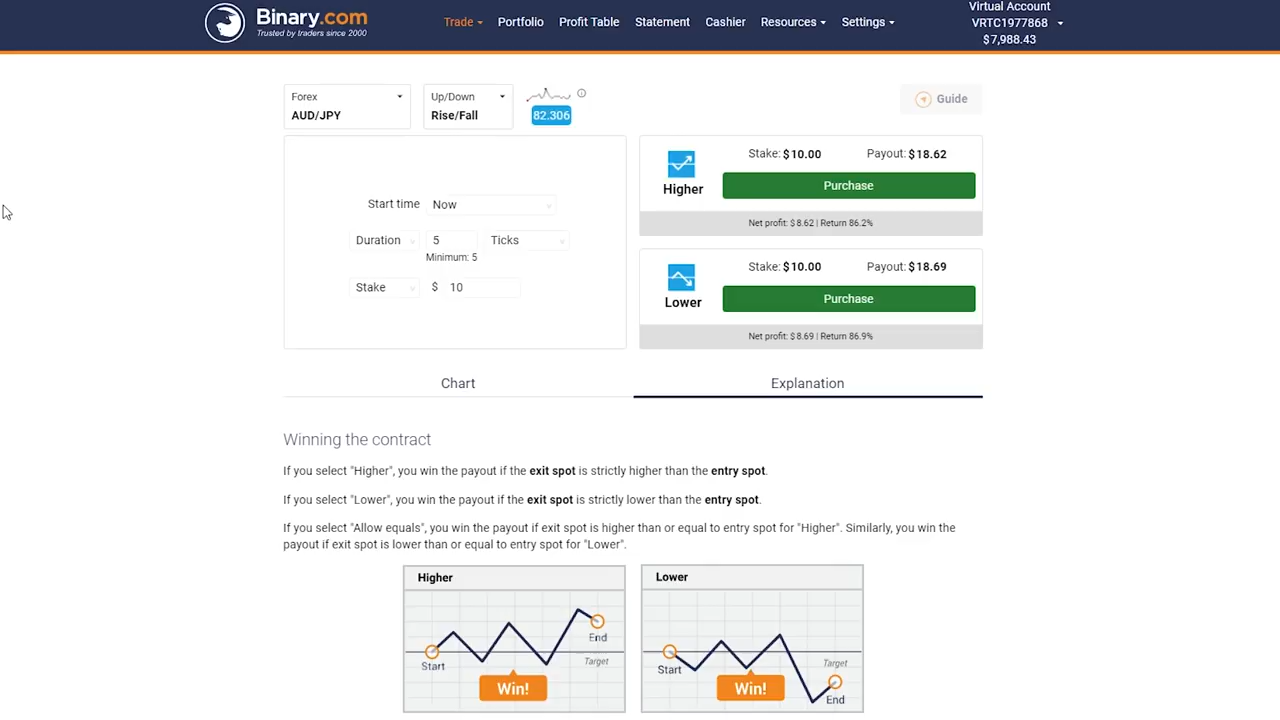 Binary.com
Trusted by traders since 2000
Trade Portfolio Profit Table Statement Cashier Resources Settings
Virtual Account
VRTC1977868
$7,988.43
Forex
AUD/JPY
Up/Down
Rise/Fall
82.306
Guide
Start time Now
Duration 5 Ticks
Minimum: 5
Stake $ 10
Higher
Stake: $10.00 Payout: $18.62
Purchase
Net profit: $8.62 | Return 86.2%
Lower
Stake: $10.00 Payout: $18.69
Purchase
Net profit: $8.69 | Return 86.9%
Chart Explanation
Winning the contract
If you select "Higher", you win the payout if the exit spot is strictly higher than the entry spot.
If you select "Lower", you win the payout if the exit spot is strictly lower than the entry spot.
If you select "Allow equals", you win the payout if exit spot is higher than or equal to entry spot for "Higher". Similarly, you win the
payout if exit spot is lower than or equal to entry spot for "Lower".
Higher
Start
End
Target
Win!
Lower
Start
Target
End
Win!